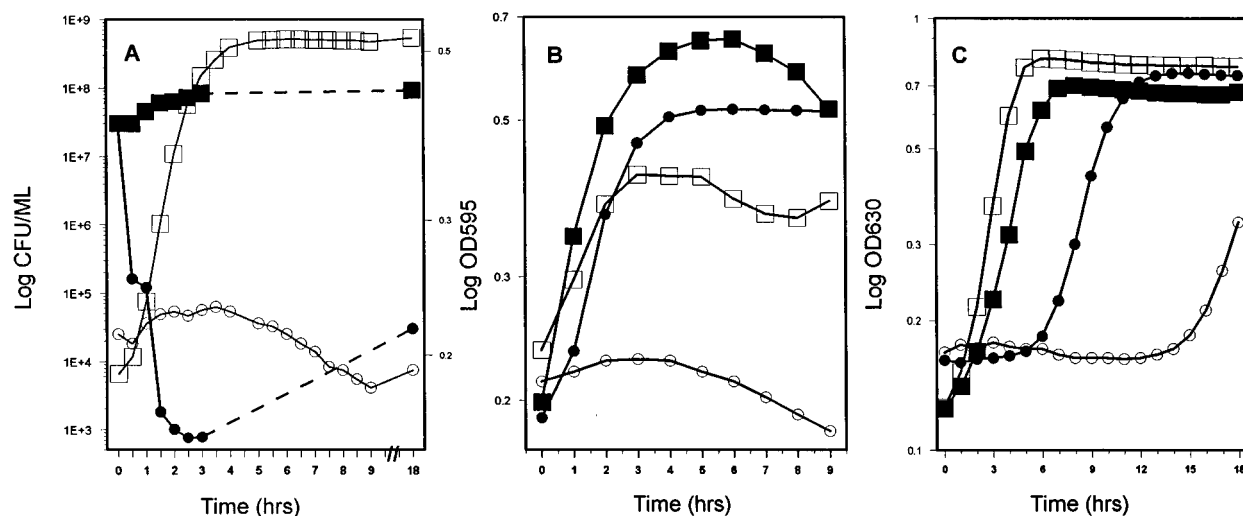 A
Log CFU/ML
1E+9
1E+8
1E+7
1E+6
1E+5
1E+4
1E+3
0 1 2 3 4 5 6 7 8 9 // 18
Time (hrs)
0.5
0.3
0.2
Log OD595
B
0.7
0.5
0.3
0.2
0 1 2 3 4 5 6 7 8 9
Time (hrs)
Log OD630
C
1
0.7
0.5
0.3
0.2
0.1
0 3 6 9 12 15 18
Time (hrs)